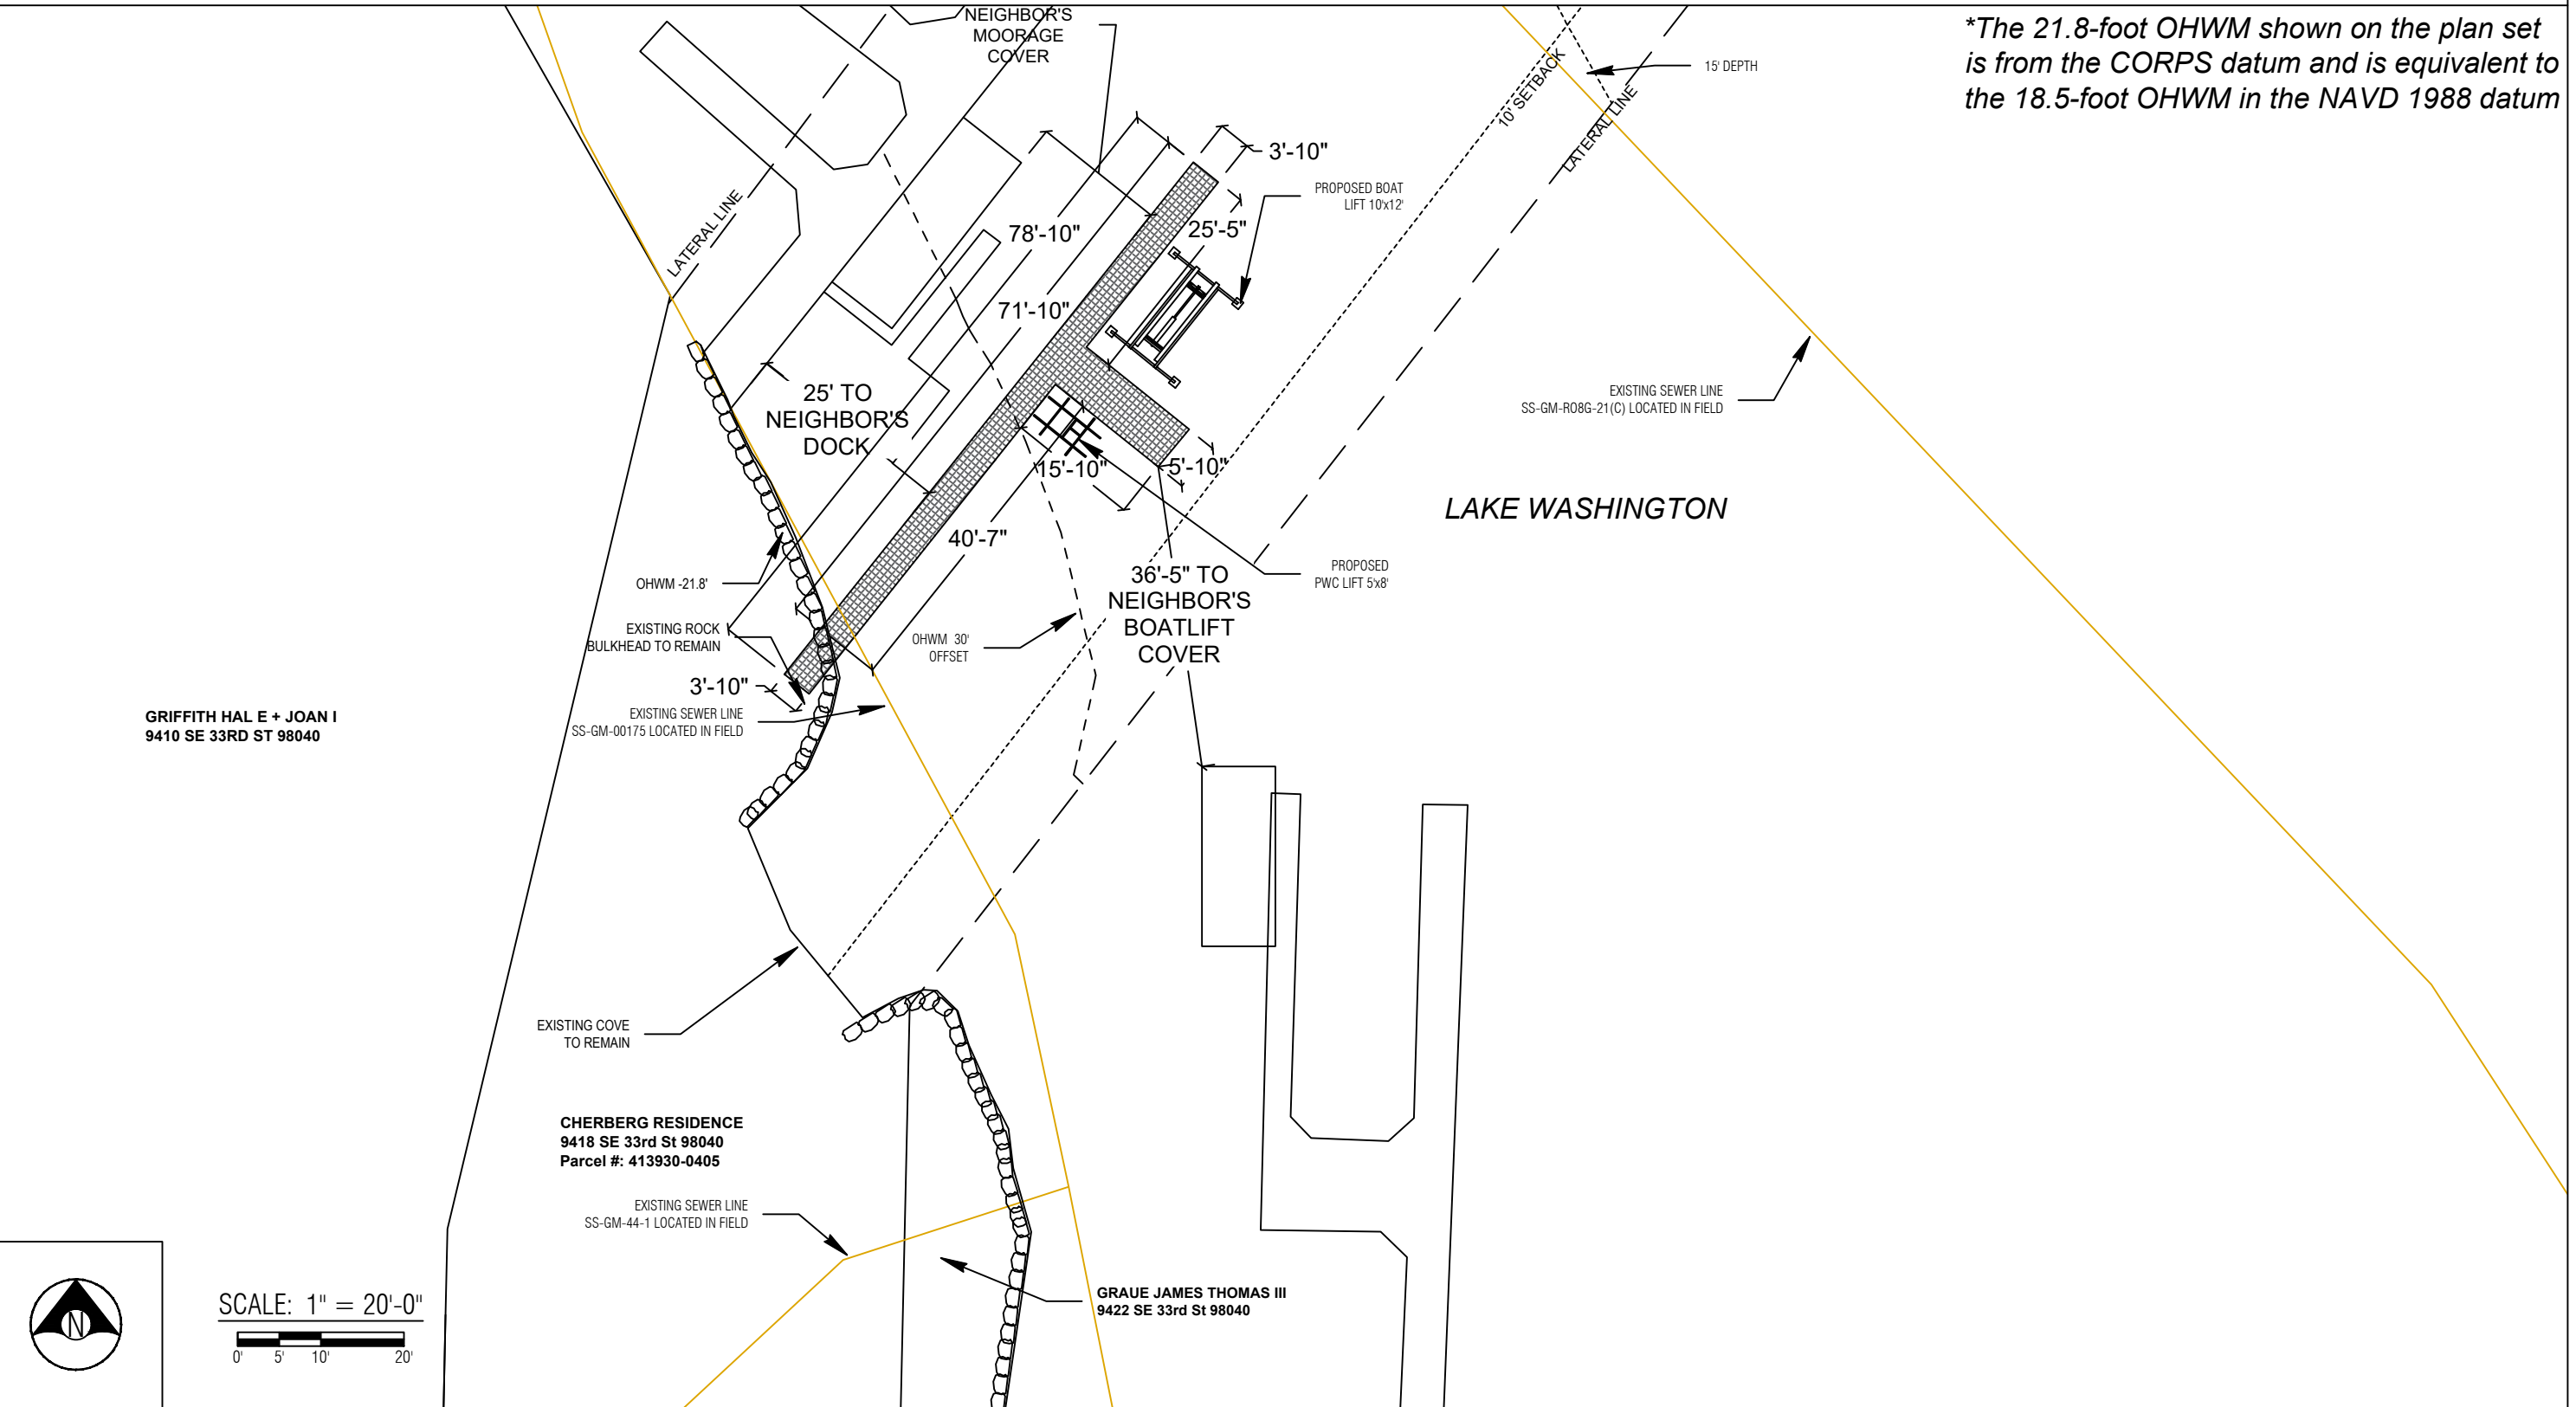 NEIGHBOR'S
MOORAGE
COVER
*The 21.8-foot OHWM shown on the plan set
is from the CORPS datum and is equivalent to
the 18.5-foot OHWM in the NAVD 1988 datum
15' DEPTH
10' SETBACK
LATERAL LINE
3'-10"
PROPOSED BOAT
LIFT 10'x12'
LATERAL LINE
78'-10"
25'-5"
71'-10"
25' TO
NEIGHBOR'S
DOCK
EXISTING SEWER LINE
SS-GM-RO8G-21(C) LOCATED IN FIELD
15'-10"
5'-10"
LAKE WASHINGTON
40'-7"
OHWM -21.8'
PROPOSED
PWC LIFT 5'x8'
36'-5" TO
NEIGHBOR'S
BOATLIFT
COVER
EXISTING ROCK
BULKHEAD TO REMAIN
OHWM 30'
OFFSET
3'-10"
EXISTING SEWER LINE
SS-GM-00175 LOCATED IN FIELD
GRIFFITH HAL E + JOAN I
9410 SE 33RD ST 98040
EXISTING COVE
TO REMAIN
CHERBERG RESIDENCE
9418 SE 33rd St 98040
Parcel #: 413930-0405
EXISTING SEWER LINE
SS-GM-44-1 LOCATED IN FIELD
GRAUE JAMES THOMAS III
9422 SE 33rd St 98040
N
SCALE: 1" = 20'-0"
0' 5' 10' 20'